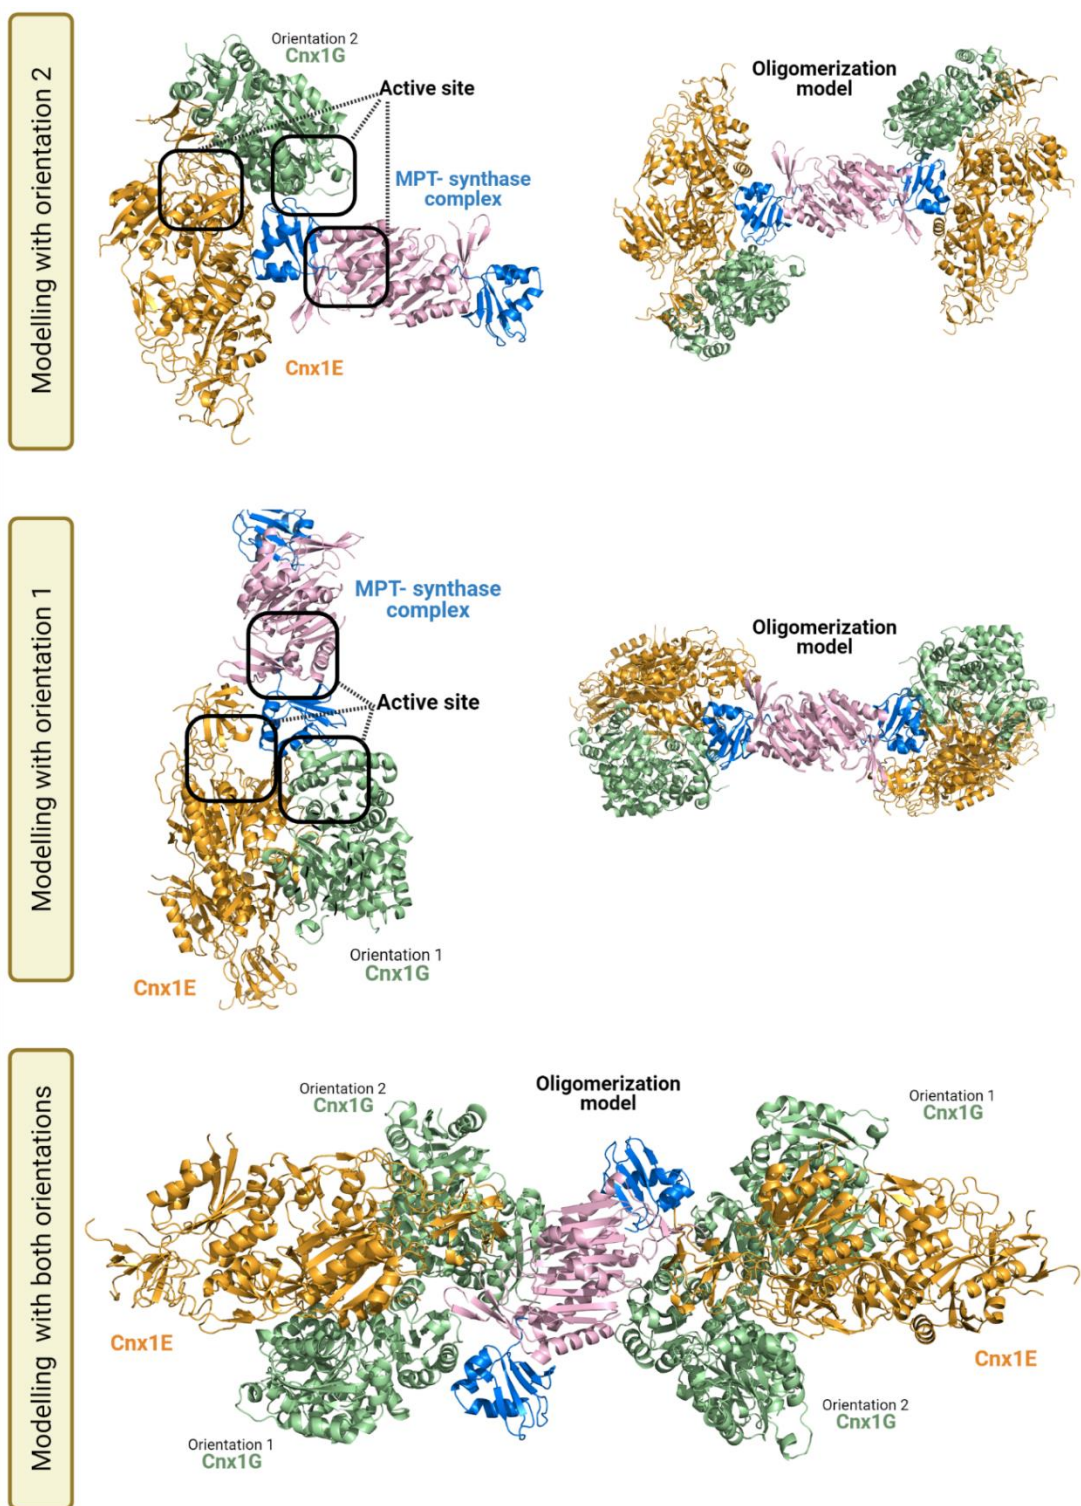 Modelling with orientation 2
Orientation 2
Cnx1G
Active site
MPT- synthase
complex
Cnx1E
Oligomerization
model
Modelling with orientation 1
MPT- synthase
complex
Active site
Orientation 1
Cnx1G
Cnx1E
Oligomerization
model
Modelling with both orientations
Orientation 2
Cnx1G
Oligomerization
model
Orientation 1
Cnx1G
Cnx1E
Cnx1E
Orientation 1
Cnx1G
Orientation 2
Cnx1G